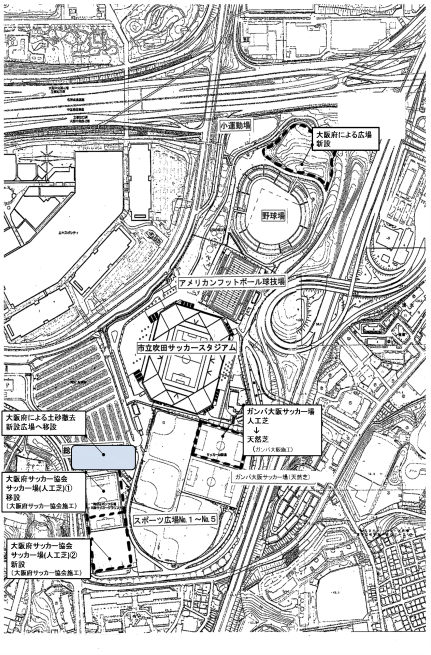 小運動場
大阪府による広場
新設
野球場
アメリカンフットボール球技場
市立吹田サッカースタジアム
大阪府による土砂撤去
新設広場へ移設
ガンバ大阪サッカー場
人工芝
↓
天然芝
(ガンバ大阪施工)
サッカー場
ガンバ大阪サッカー場(天然芝)
大阪府サッカー協会
サッカー場(人工芝)①
移設
(大阪府サッカー協会施工)
スポーツ広場No.1～No.5
大阪府サッカー協会
サッカー場(人工芝)②
新設
(大阪府サッカー協会施工)